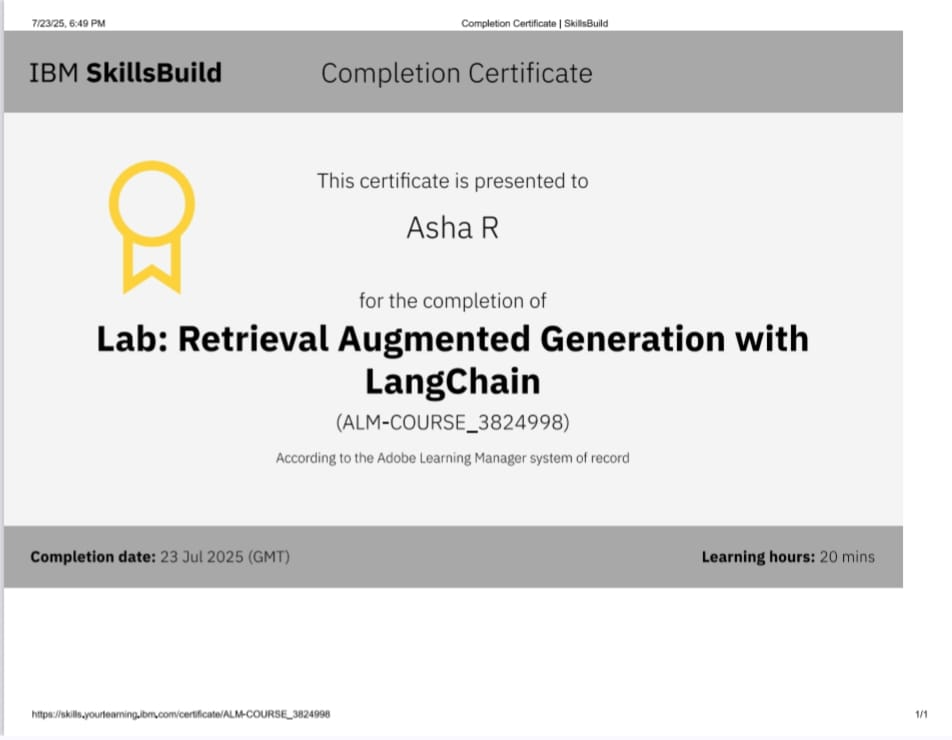 7/23/25, 6:49 PM
Completion Certificate | SkillsBuild
IBM SkillsBuild
Completion Certificate
This certificate is presented to
Asha R
for the completion of
Lab: Retrieval Augmented Generation with
LangChain
(ALM-COURSE_3824998)
According to the Adobe Learning Manager system of record
Completion date: 23 Jul 2025 (GMT)
Learning hours: 20 mins
https://skills.yourlearning.ibm.com/certificate/ALM-COURSE_3824998
1/1